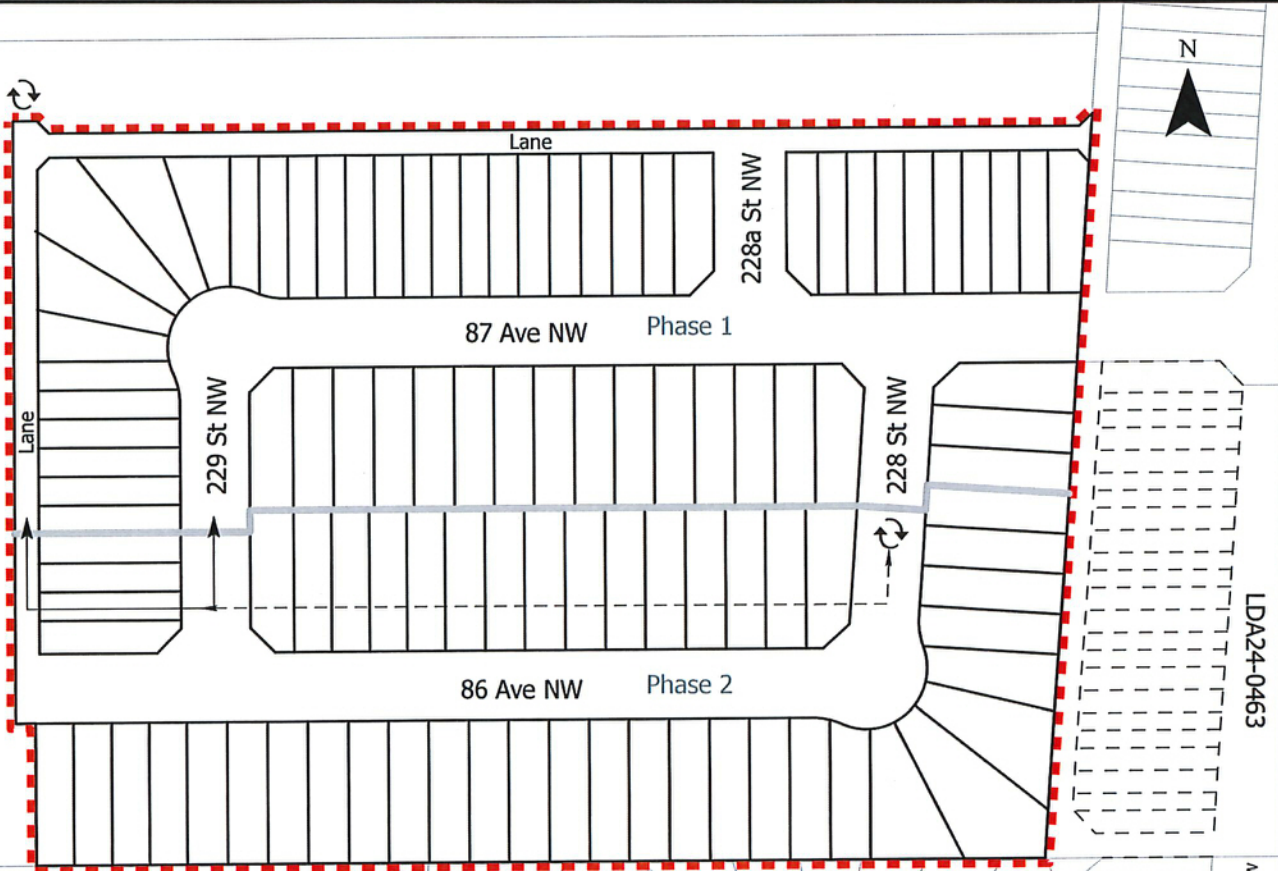 N
Lane
228a St NW
87 Ave NW
Phase 1
Lane
229 St NW
228 St NW
LDA24-0463
86 Ave NW
Phase 2